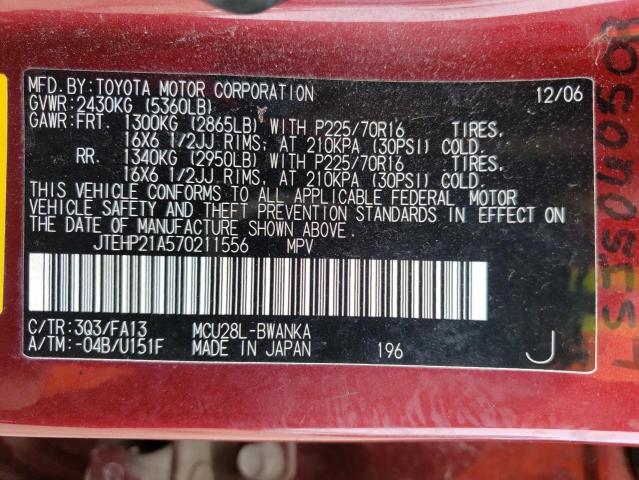 MFD.BY:TOYOTA MOTOR CORPORATION 12/06
GVWR:2430KG (5360LB)
GAWR:FRT. 1300KG (2865LB) WITH P225/70R16 TIRES,
16X6 1/2JJ RIMS, AT 210KPA (30PSI) COLD.
RR. 1340KG (2950LB) WITH P225/70R16 TIRES,
16X6 1/2JJ RIMS, AT 210KPA (30PSI) COLD.
THIS VEHICLE CONFORMS TO ALL APPLICABLE FEDERAL MOTOR
VEHICLE SAFETY AND THEFT PREVENTION STANDARDS IN EFFECT ON
THE DATE OF MANUFACTURE SHOWN ABOVE.
JTEHP21A570211556 MPV
C/TR:3Q3/FA13 MCU28L-BWANKA
A/TM:-04B/U151F MADE IN JAPAN 196 J